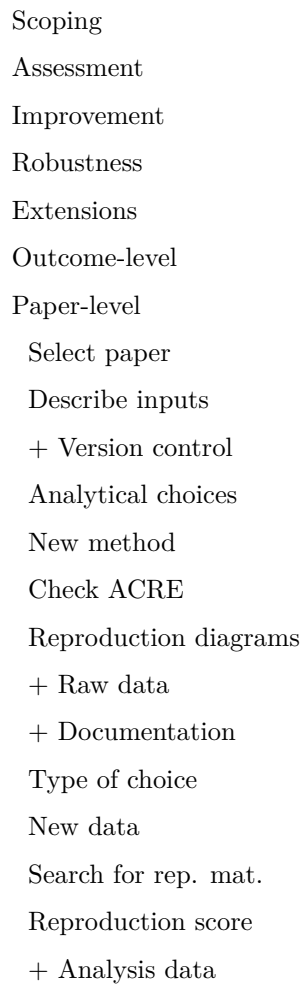 Scoping
Assessment
Improvement
Robustness
Extensions
Outcome-level
Paper-level
Select paper
Describe inputs
+ Version control
Analytical choices
New method
Check ACRE
Reproduction diagrams
+ Raw data
+ Documentation
Type of choice
New data
Search for rep. mat.
Reproduction score
+ Analysis data